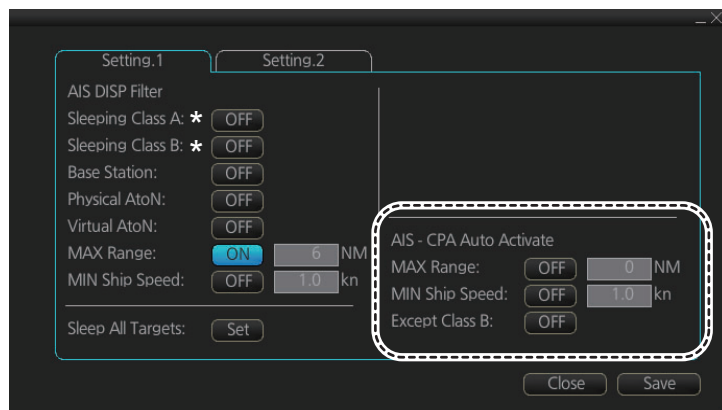 Setting.1 Setting.2
AIS DISP Filter
Sleeping Class A: * OFF
Sleeping Class B: * OFF
Base Station: OFF
Physical AtoN: OFF
Virtual AtoN: OFF
MAX Range: ON 6 NM
MIN Ship Speed: OFF 1.0 kn
Sleep All Targets: Set
AIS - CPA Auto Activate
MAX Range: OFF 0 NM
MIN Ship Speed: OFF 1.0 kn
Except Class B: OFF
Close Save